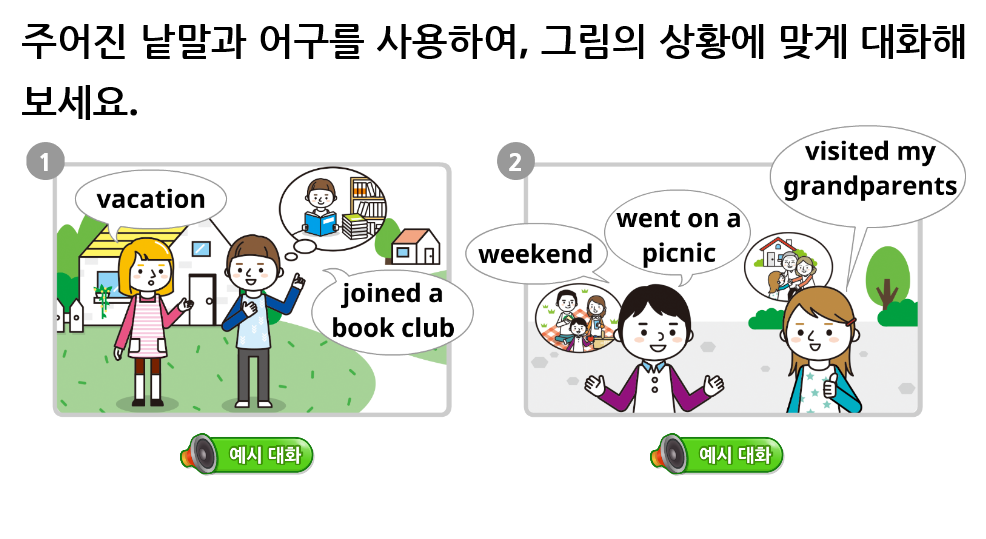 주어진 낱말과 어구를 사용하여, 그림의 상황에 맞게 대화해
보세요.
1
vacation
joined a
book club
예시 대화
2
weekend
went on a
picnic
visited my
grandparents
예시 대화